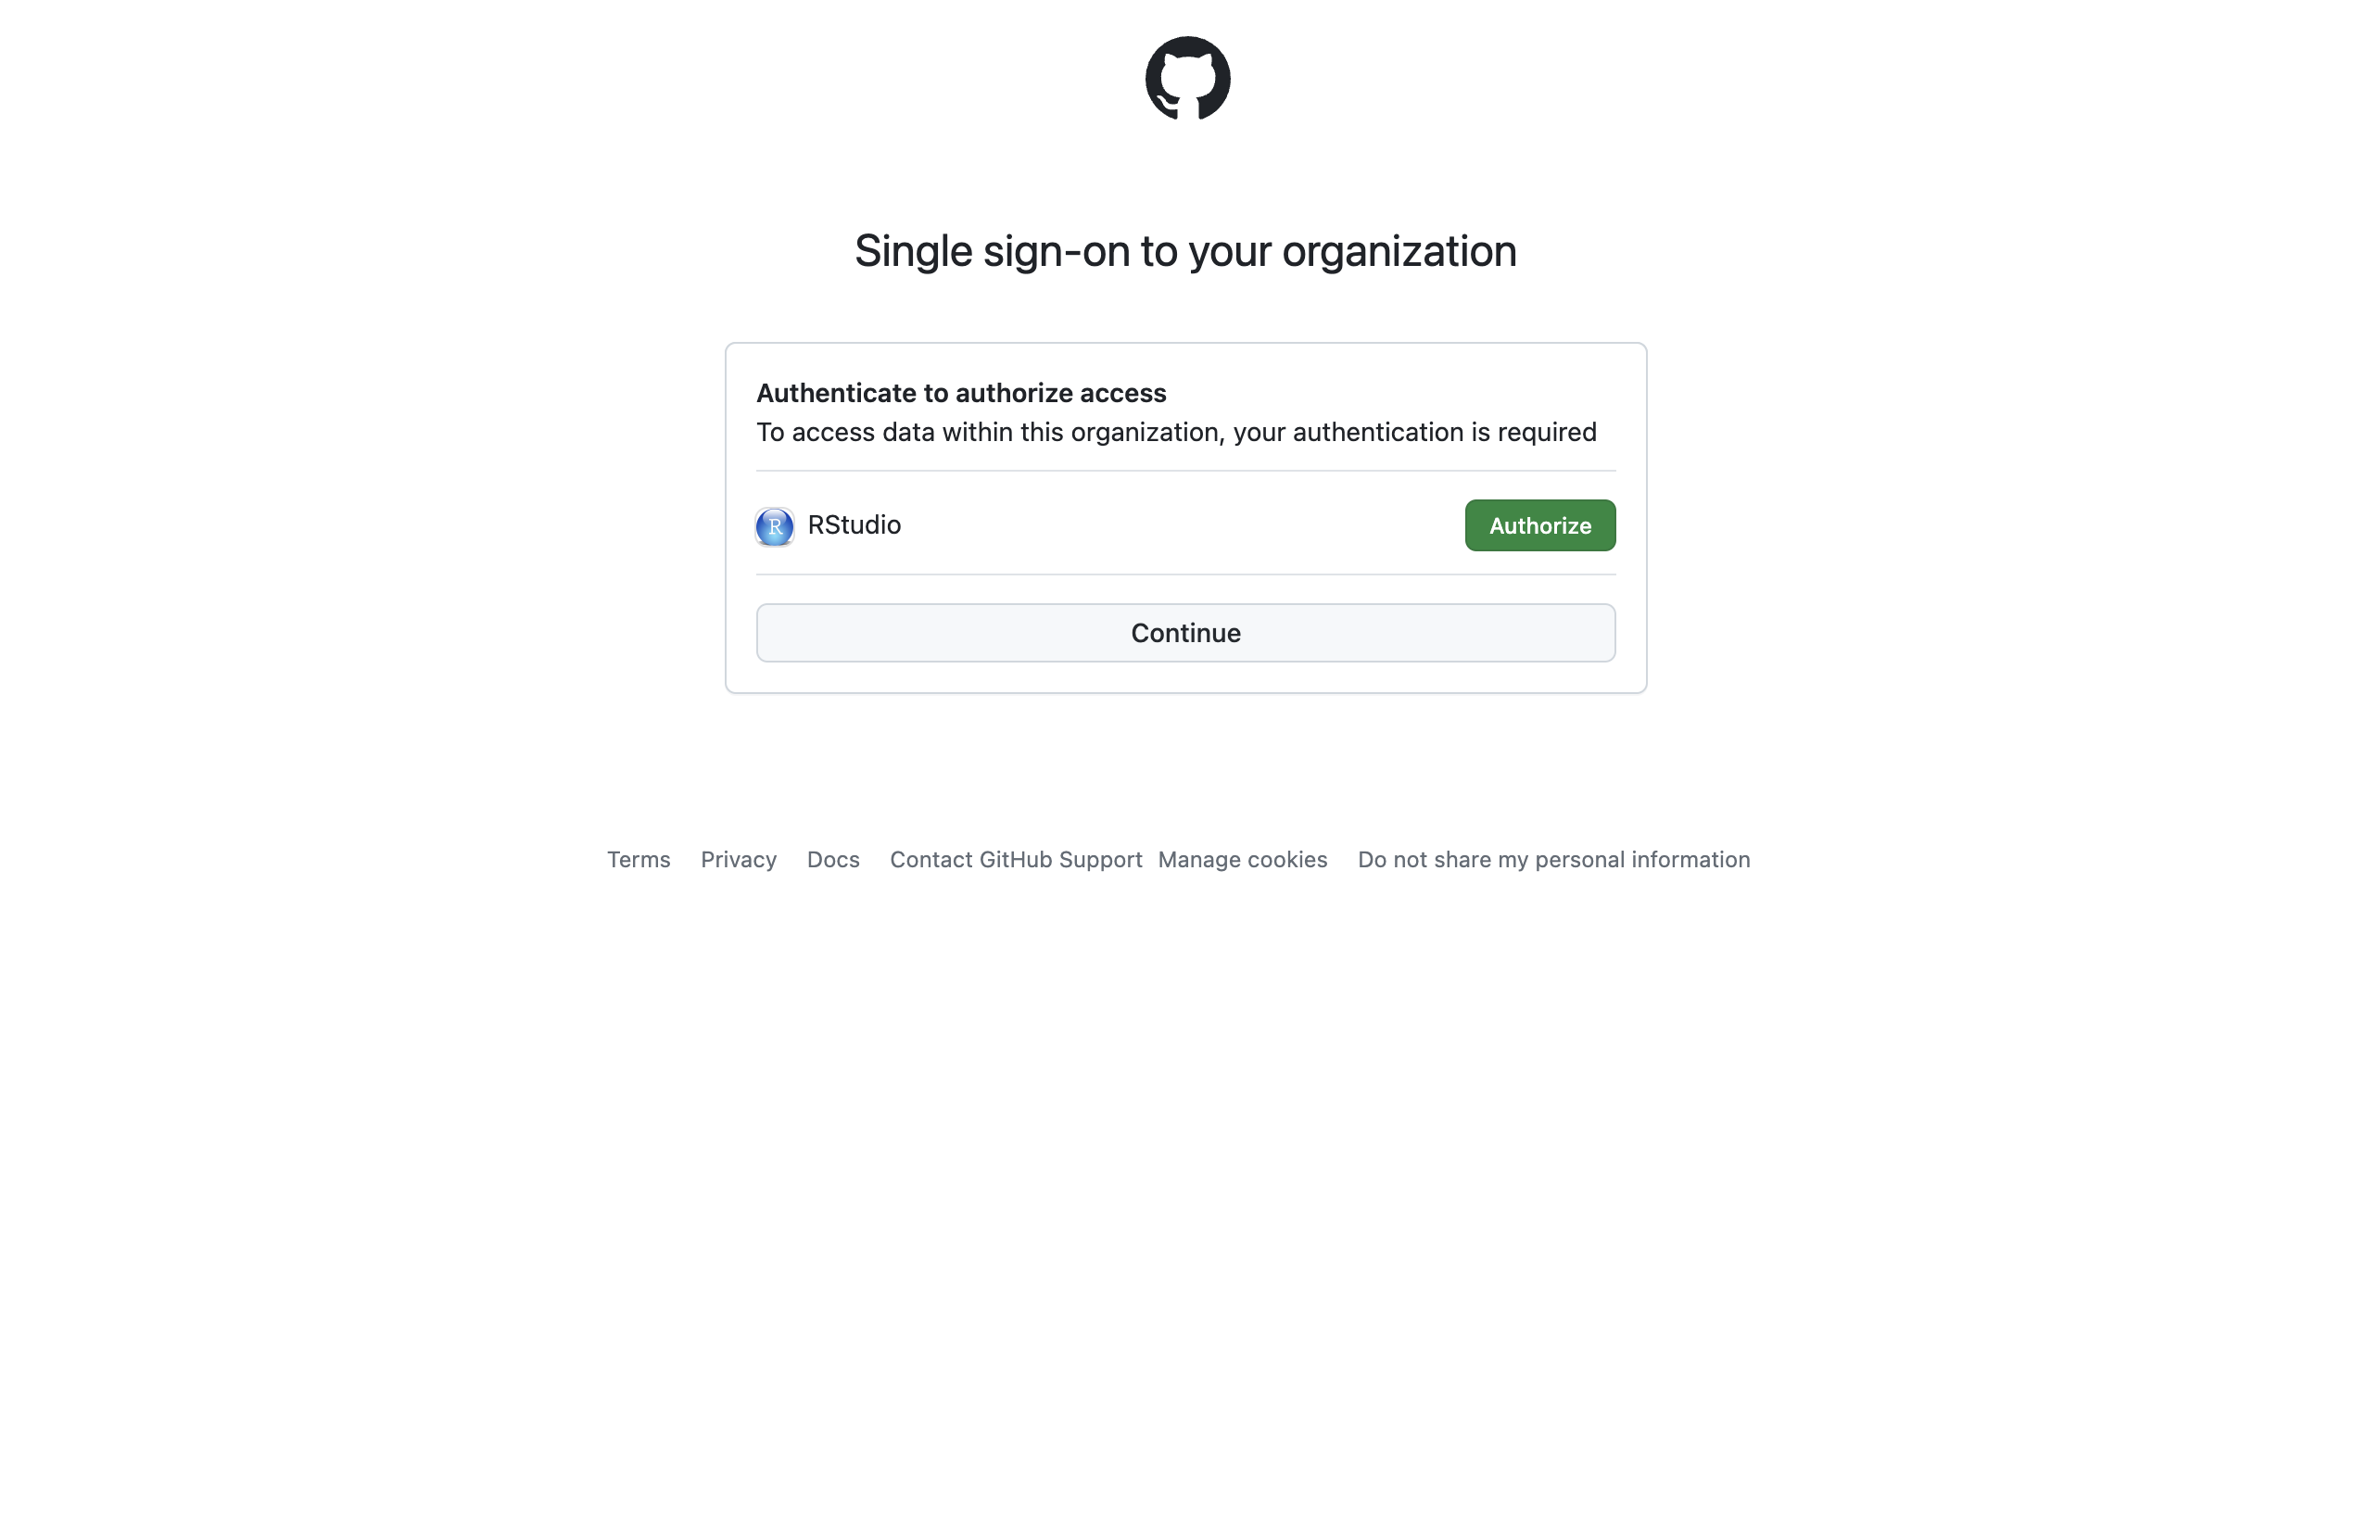 Single sign-on to your organization
Authenticate to authorize access
To access data within this organization, your authentication is required
R RStudio Authorize
Continue
Terms Privacy Docs Contact GitHub Support Manage cookies Do not share my personal information